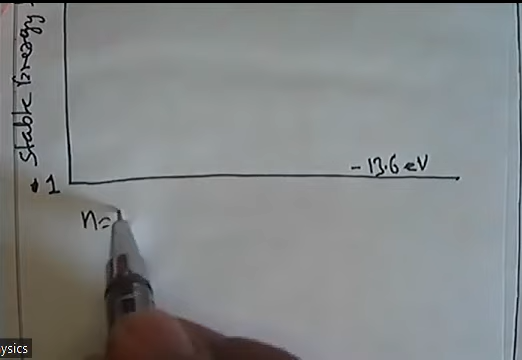 Stable Energy
- 13.6 eV
1
n=
ysics